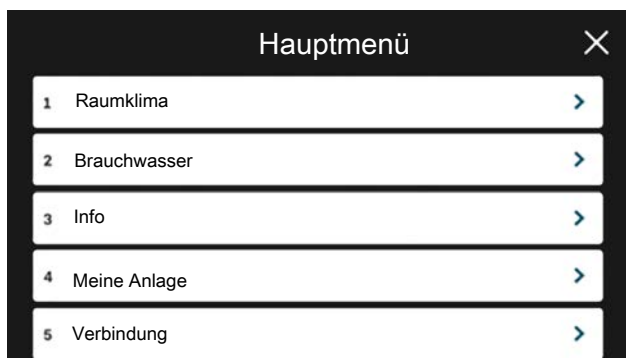 Hauptmenü
1 Raumklima
2 Brauchwasser
3 Info
4 Meine Anlage
5 Verbindung